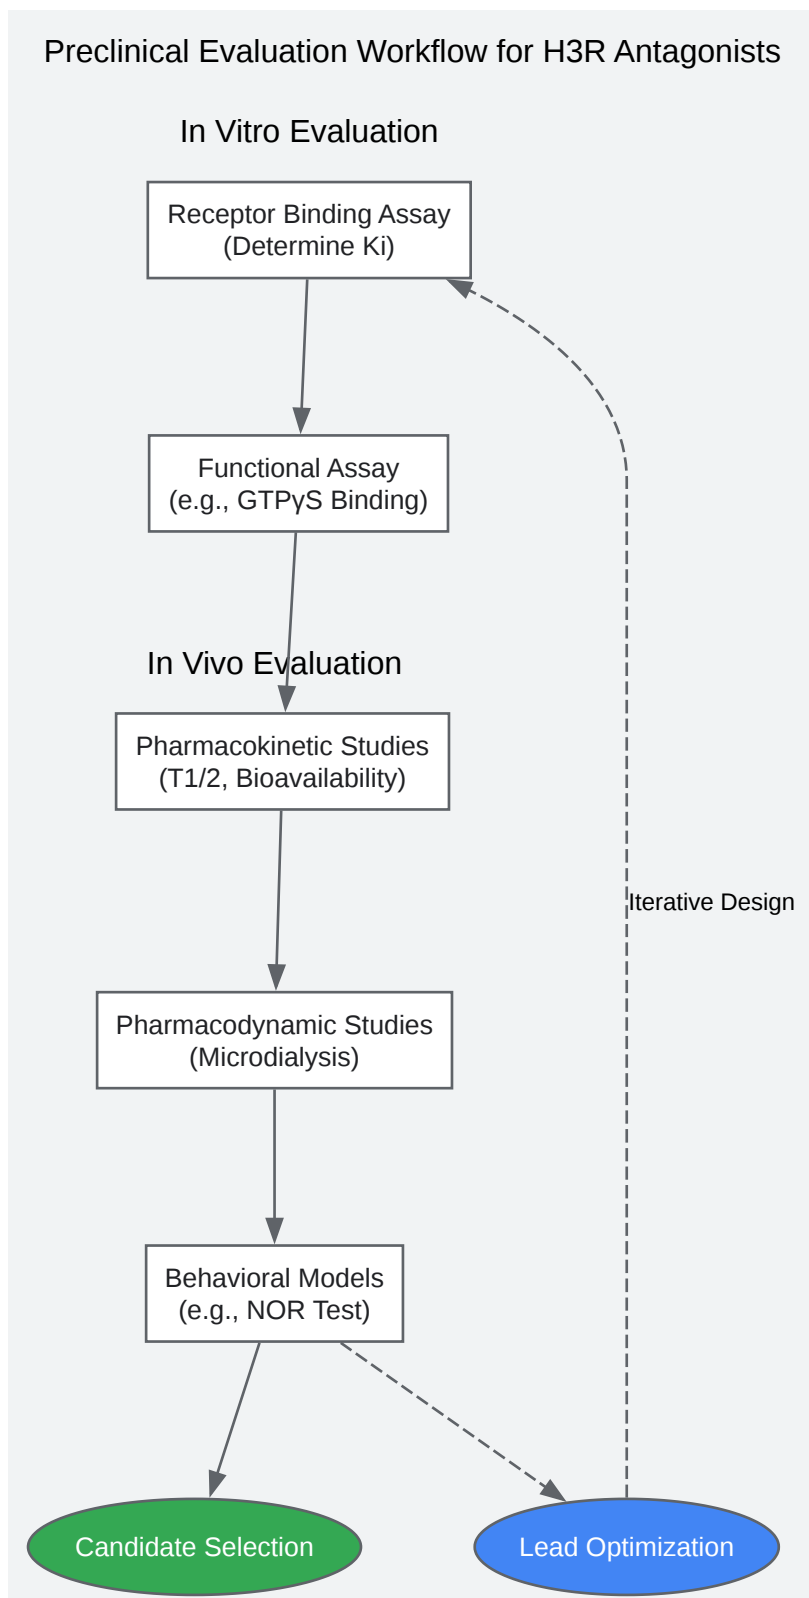 Preclinical Evaluation Workflow for H3R Antagonists
In Vitro Evaluation
Receptor Binding Assay
(Determine Ki)
Functional Assay
(e.g., GTPγS Binding)
In Vivo Evaluation
Pharmacokinetic Studies
(T1/2, Bioavailability)
Iterative Design
Pharmacodynamic Studies
(Microdialysis)
Behavioral Models
(e.g., NOR Test)
Candidate Selection
Lead Optimization